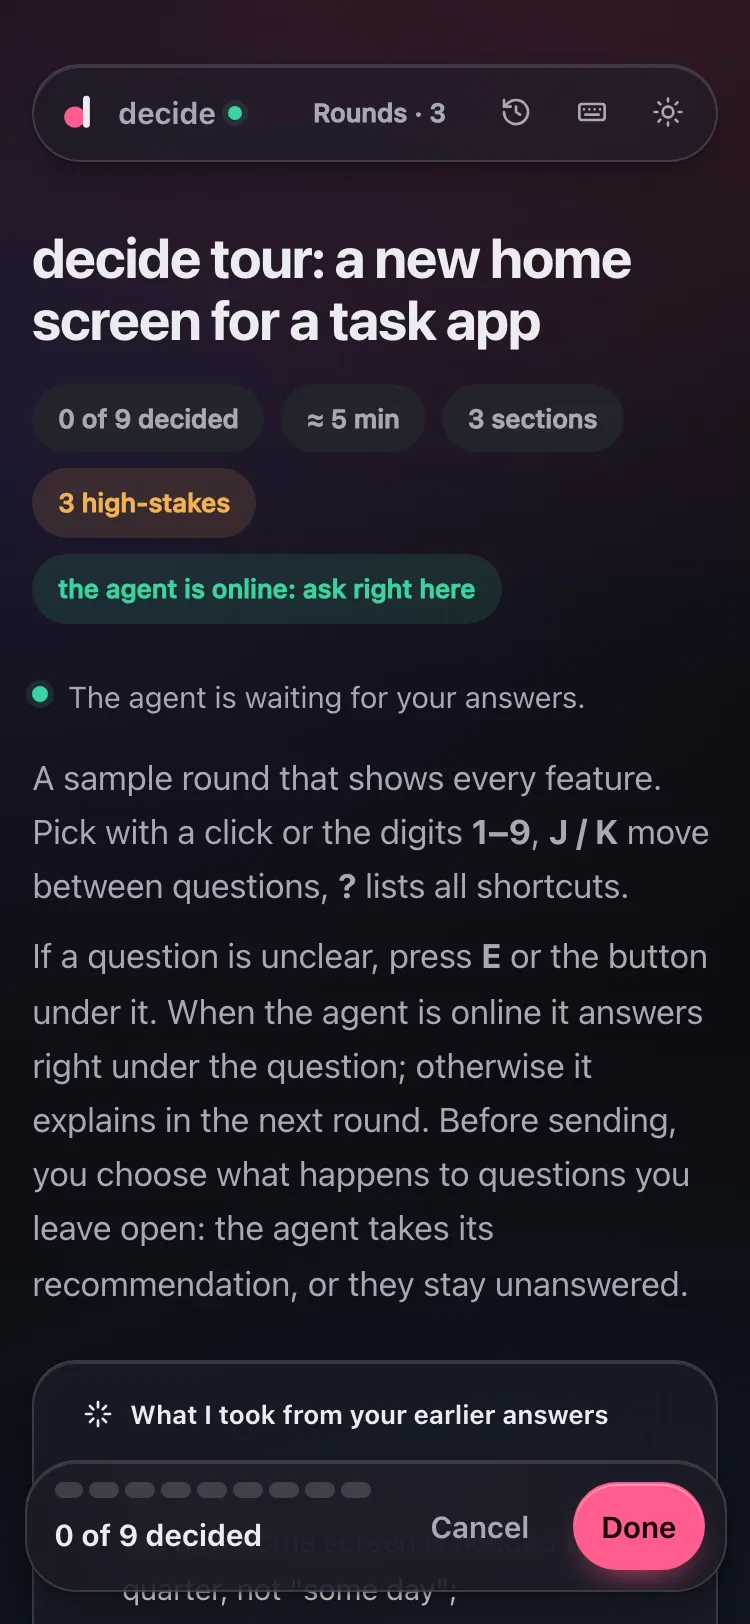 decide
Rounds · 3
decide tour: a new home
screen for a task app
0 of 9 decided
≈ 5 min
3 sections
3 high-stakes
the agent is online: ask right here
The agent is waiting for your answers.
A sample round that shows every feature.
Pick with a click or the digits 1–9, J / K move
between questions, ? lists all shortcuts.
If a question is unclear, press E or the button
under it. When the agent is online it answers
right under the question; otherwise it
explains in the next round. Before sending,
you choose what happens to questions you
leave open: the agent takes its
recommendation, or they stay unanswered.
What I took from your earlier answers
0 of 9 decided
Cancel
Done
quarter, not "some day";